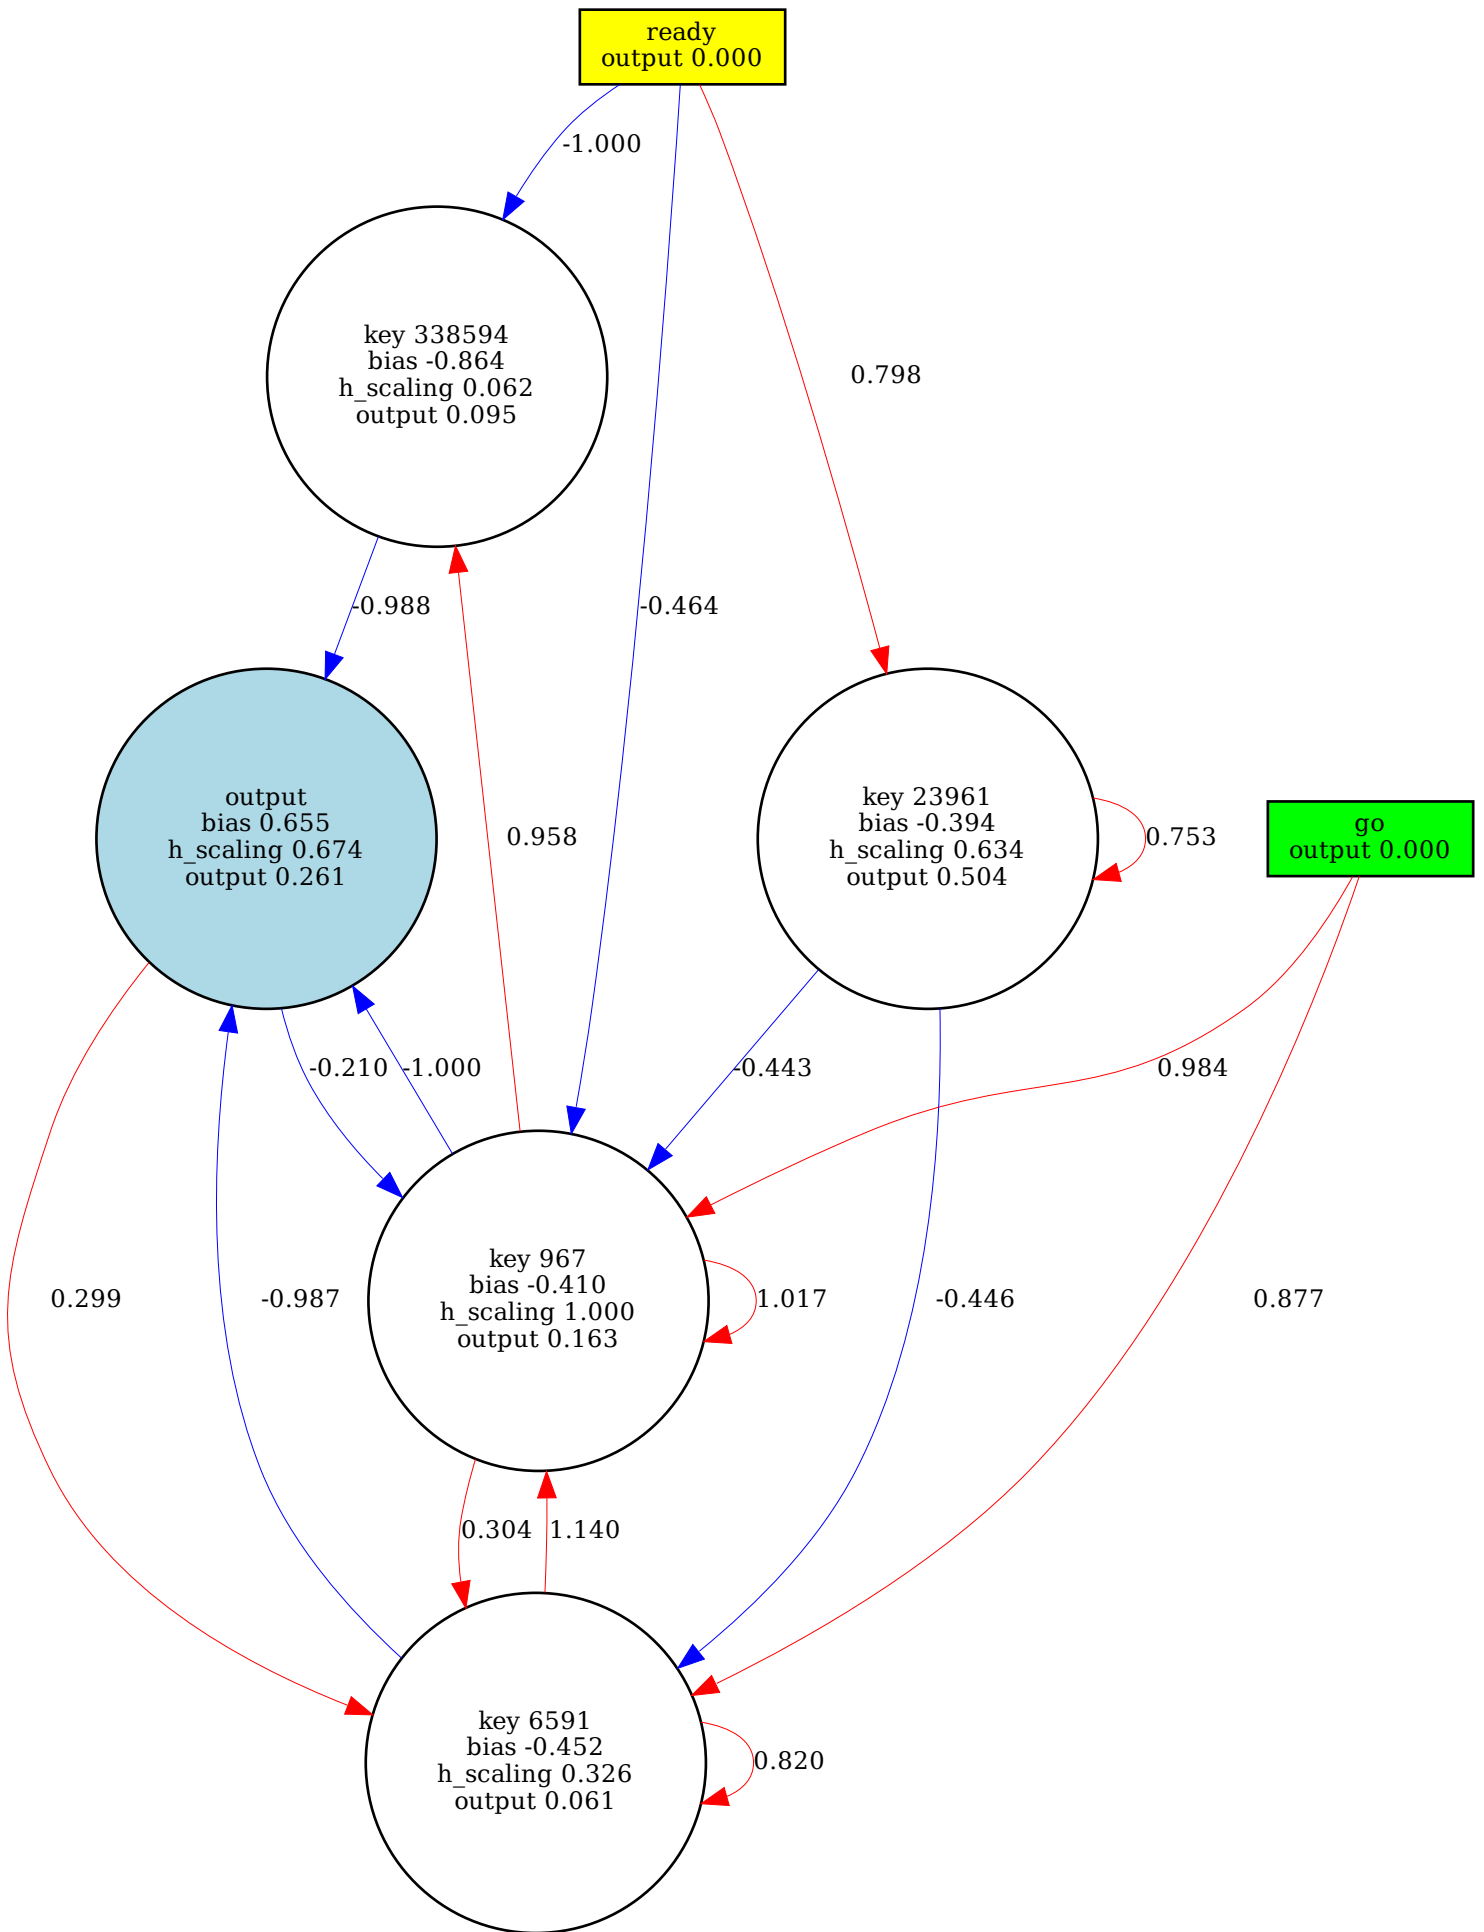 ready
output 0.000
-1.000
key 338594
bias -0.864
h_scaling 0.062
output 0.095
0.798
-0.988
-0.464
output
bias 0.655
h_scaling 0.674
output 0.261
0.958
key 23961
bias -0.394
h_scaling 0.634
output 0.504
0.753
go
output 0.000
-0.210
-1.000
-0.443
0.984
0.299
-0.987
key 967
bias -0.410
h_scaling 1.000
output 0.163
1.017
-0.446
0.877
0.304
1.140
key 6591
bias -0.452
h_scaling 0.326
output 0.061
0.820